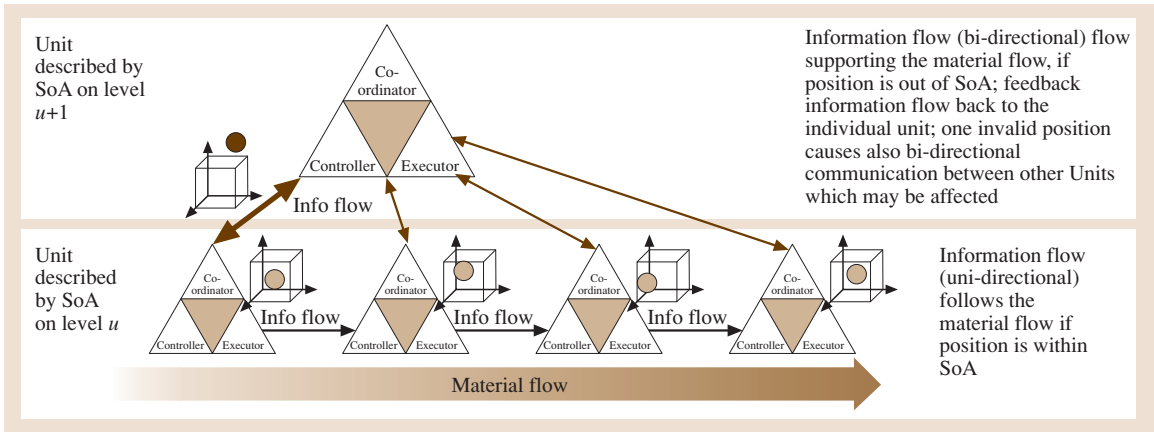 Unit
described by
SoA on level
u+1
Co-
ordinator
Controller
Executor
Information flow (bi-directional) flow
supporting the material flow, if
position is out of SoA; feedback
information flow back to the
individual unit; one invalid position
causes also bi-directional
communication between other Units
which may be affected
Info flow
Unit
described
by SoA
on level u
Co-
ordinator
Controller
Executor
Info flow
Co-
ordinator
Controller
Executor
Info flow
Co-
ordinator
Controller
Executor
Info flow
Co-
ordinator
Controller
Executor
Information flow
(uni-directional)
follows the
material flow if
position is within
SoA
Material flow